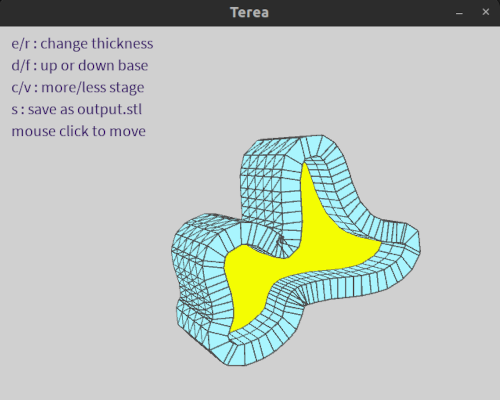 Terea
e/r : change thickness
d/f : up or down base
c/v : more/less stage
s : save as output.stl
mouse click to move